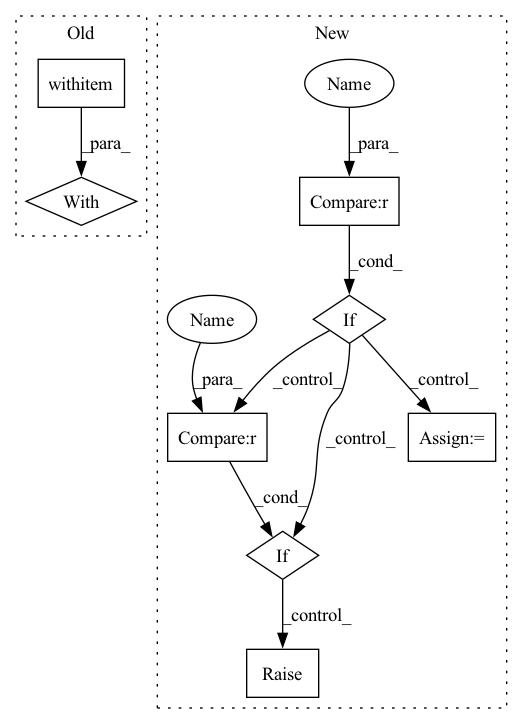 Old
New
withitem
Name
_para_
_para_
With
Compare:r
_cond_
Name
If
_para_
_control_
_control_
_control_
Compare:r
Assign:=
_cond_
If
_control_
Raise